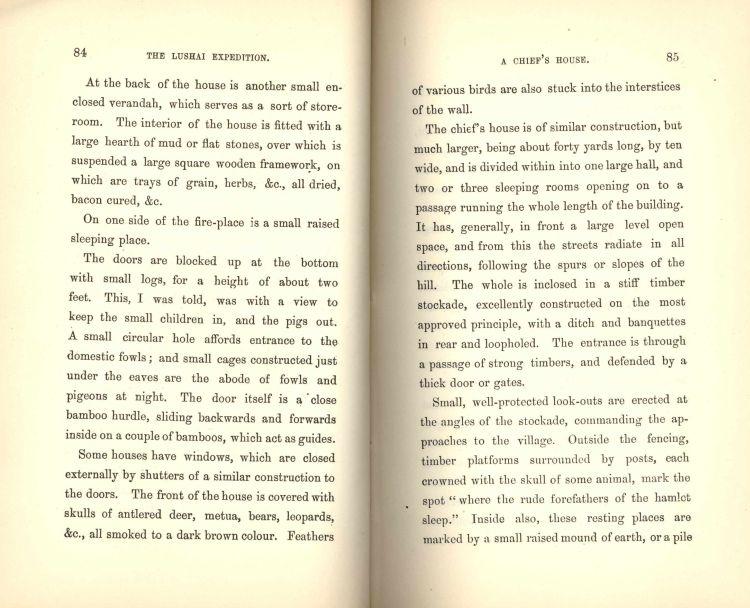 84
THE LUSHAI EXPEDITION.
At the back of the house is another small en-
closed verandah, which serves as a sort of store-
room. The interior of the house is fitted with a
large hearth of mud or flat stones, over which is
suspended a large square wooden framework, on
which are trays of grain, herbs, &c., all dried,
bacon cured, &c.
On one side of the fire-place is a small raised
sleeping place.
The doors are blocked up at the bottom
with small logs, for a height of about two
feet. This, I was told, was with a view to
keep the small children in, and the pigs out.
A small circular hole affords entrance to the
domestic fowls; and small cages constructed just
under the eaves are the abode of fowls and
pigeons at night. The door itself is a close
bamboo hurdle, sliding backwards and forwards
inside on a couple of bamboos, which act as guides.
Some houses have windows, which are closed
externally by shutters of a similar construction to
the doors. The front of the house is covered with
skulls of antlered deer, metua, bears, leopards,
&c., all smoked to a dark brown colour. Feathers
A CHIEF'S HOUSE.
85
of various birds are also stuck into the interstices
of the wall.
The chief's house is of similar construction, but
much larger, being about forty yards long, by ten
wide, and is divided within into one large hall, and
two or three sleeping rooms opening on to a
passage running the whole length of the building.
It has, generally, in front a large level open
space, and from this the streets radiate in all
directions, following the spurs or slopes of the
hill. The whole is inclosed in a stiff timber
stockade, excellently constructed on the most
approved principle, with a ditch and banquettes
in rear and loopholed. The entrance is through
a passage of strong timbers, and defended by a
thick door or gates.
Small, well-protected look-outs are erected at
the angles of the stockade, commanding the ap-
proaches to the village. Outside the fencing,
timber platforms surrounded by posts, each
crowned with the skull of some animal, mark the
spot "where the rude forefathers of the hamlet
sleep." Inside also, these resting places are
marked by a small raised mound of earth, or a pile